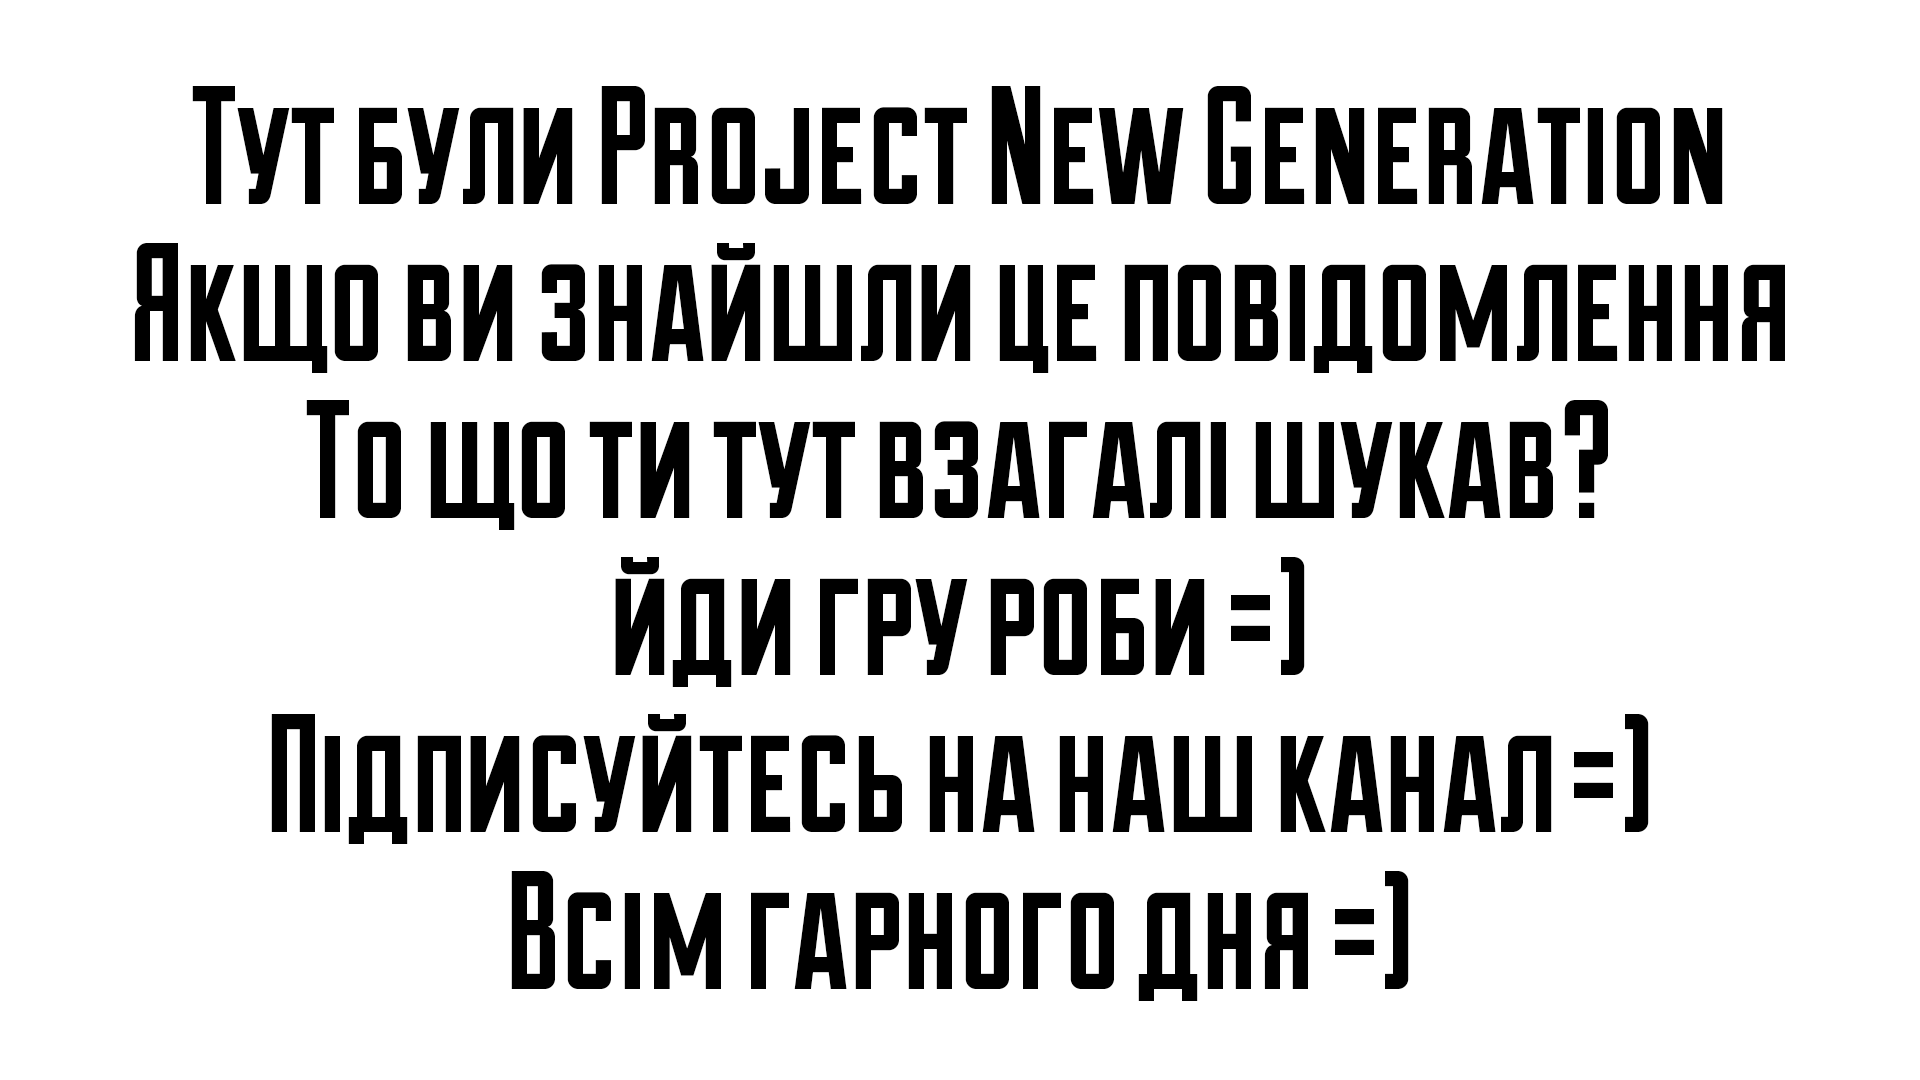 Тут були Project New Generation
Якщо ви знайшли це повідомлення
То що ти тут взагалі шукав?
йди гру роби =)
Підписуйтесь на наш канал =)
Всім гарного дня =)